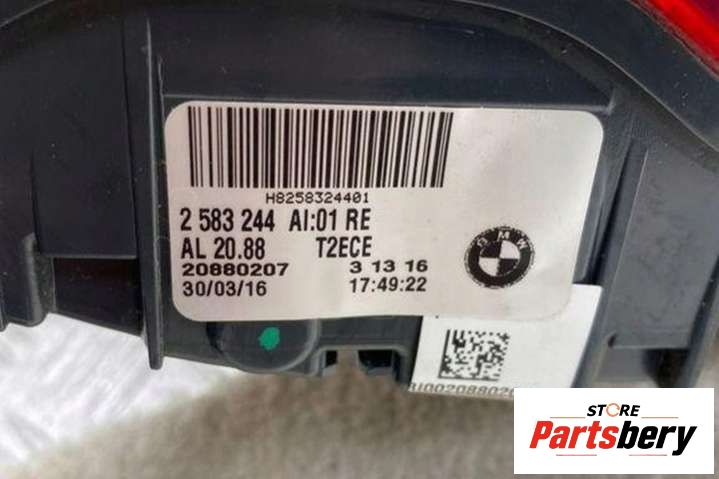 H8258324401
2 583 244 AI:01 RE
AL 20.88 T2ECE
20880207 3 13 16
30/03/16 17:49:22
BMW
STORE
Partsbery